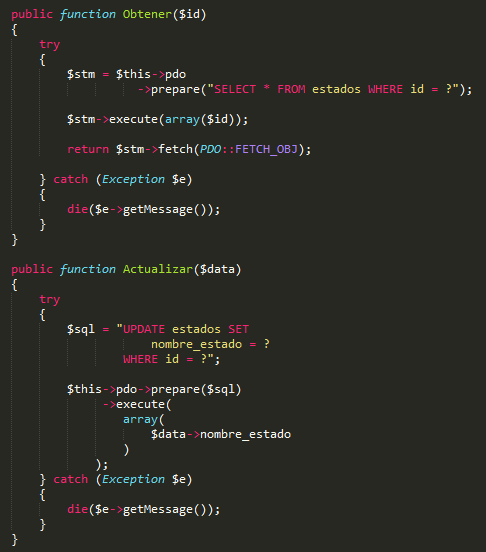 public function Obtener($id)
{
    try
    {
        $stm = $this->pdo
                  ->prepare("SELECT * FROM estados WHERE id = ?");

        $stm->execute(array($id));

        return $stm->fetch(PDO::FETCH_OBJ);

    } catch (Exception $e)
    {
        die($e->getMessage());
    }
}

public function Actualizar($data)
{
    try
    {
        $sql = "UPDATE estados SET
                    nombre_estado = ?
                WHERE id = ?";

        $this->pdo->prepare($sql)
             ->execute(
                array(
                    $data->nombre_estado
                )
            );
    } catch (Exception $e)
    {
        die($e->getMessage());
    }
}